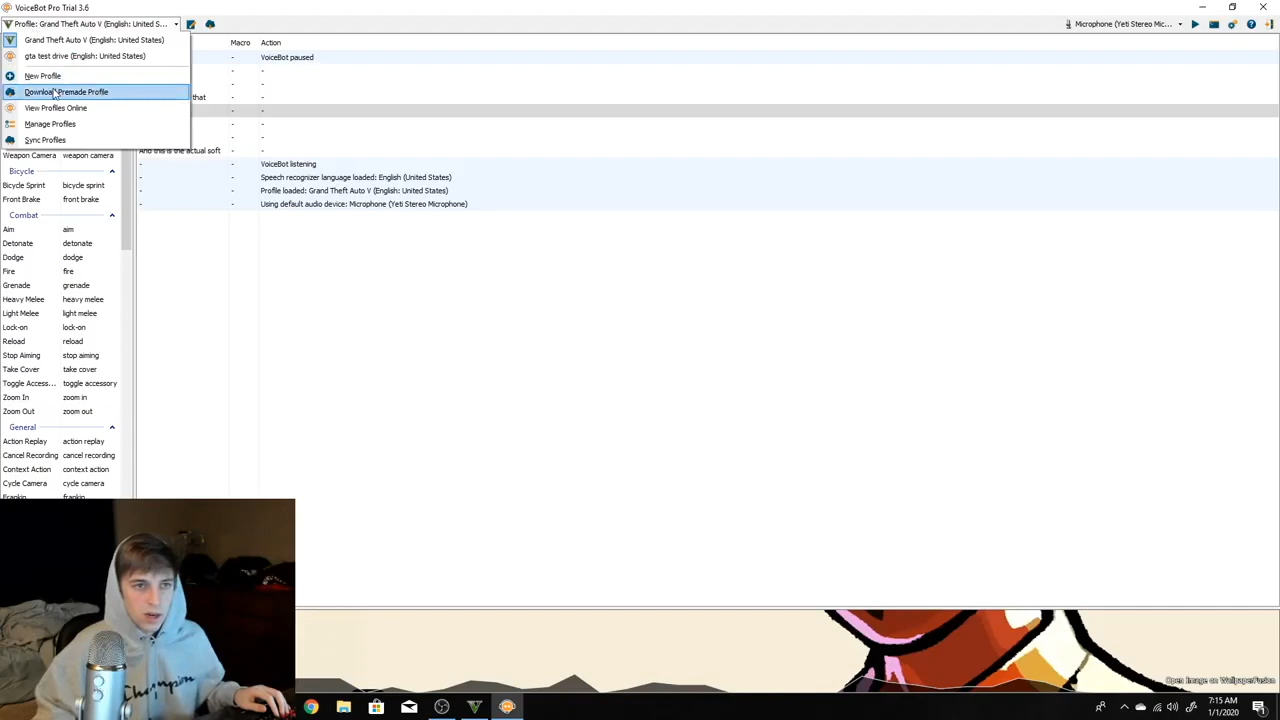 VoiceBot Pro Trial 3.6
Profile: Grand Theft Auto V (English: United S...
Microphone (Yeti Stereo Mic...
Grand Theft Auto V (English: United States)
gta test drive (English: United States)
New Profile
Download Premade Profile
View Profiles Online
Manage Profiles
Sync Profiles
Macro Action
VoiceBot paused
- -
- -
that - -
- -
- -
- -
And this is the actual soft - -
- - VoiceBot listening
- - Speech recognizer language loaded: English (United States)
- - Profile loaded: Grand Theft Auto V (English: United States)
- - Using default audio device: Microphone (Yeti Stereo Microphone)
Weapon Camera weapon camera
Bicycle
Bicycle Sprint bicycle sprint
Front Brake front brake
Combat
Aim aim
Detonate detonate
Dodge dodge
Fire fire
Grenade grenade
Heavy Melee heavy melee
Light Melee light melee
Lock-on lock-on
Reload reload
Stop Aiming stop aiming
Take Cover take cover
Toggle Access... toggle accessory
Zoom In zoom in
Zoom Out zoom out
General
Action Replay action replay
Cancel Recording cancel recording
Context Action context action
Cycle Camera cycle camera
Champion
Open Image on WallpaperFusion
7:15 AM
1/1/2020